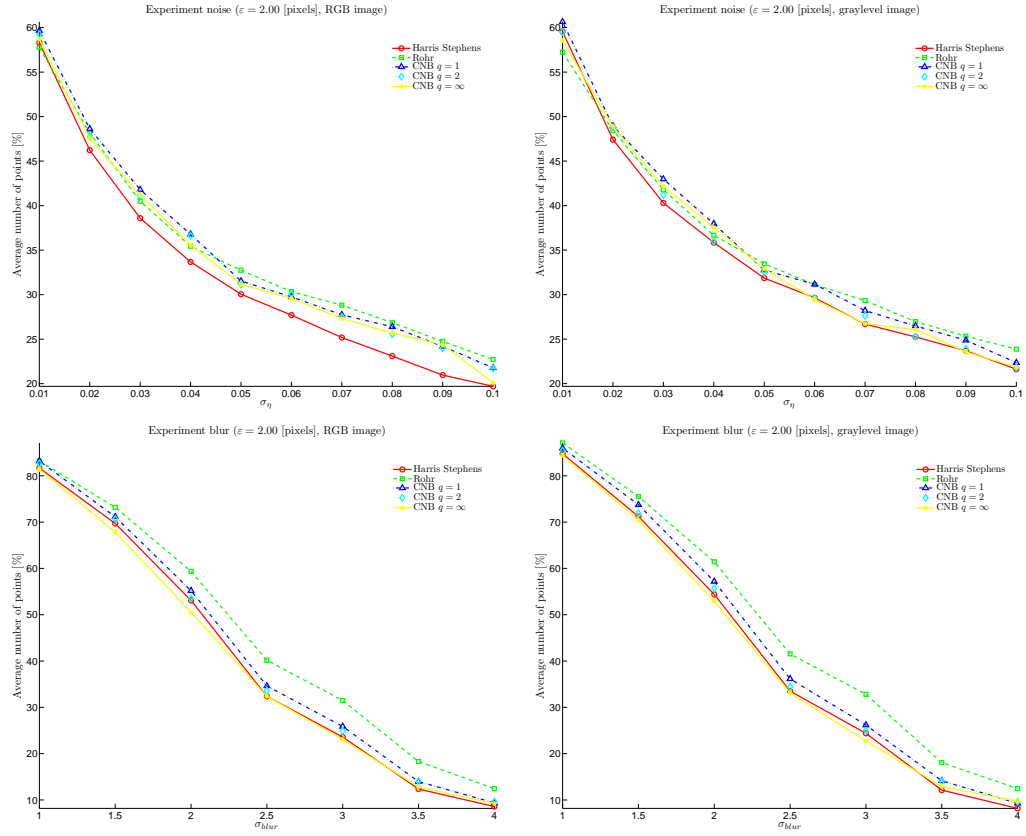 Experiment noise (ε = 2.00 [pixels], RGB image)
Average number of points [%]
60
55
50
45
40
35
30
25
20
0.01 0.02 0.03 0.04 0.05 0.06 0.07 0.08 0.09 0.1
ση
Harris Stephens
Rohr
CNB q = 1
CNB q = 2
CNB q = ∞
Experiment noise (ε = 2.00 [pixels], graylevel image)
Average number of points [%]
60
55
50
45
40
35
30
25
20
0.01 0.02 0.03 0.04 0.05 0.06 0.07 0.08 0.09 0.1
ση
Harris Stephens
Rohr
CNB q = 1
CNB q = 2
CNB q = ∞
Experiment blur (ε = 2.00 [pixels], RGB image)
Average number of points [%]
80
70
60
50
40
30
20
10
1 1.5 2 2.5 3 3.5 4
σblur
Harris Stephens
Rohr
CNB q = 1
CNB q = 2
CNB q = ∞
Experiment blur (ε = 2.00 [pixels], graylevel image)
Average number of points [%]
80
70
60
50
40
30
20
10
1 1.5 2 2.5 3 3.5 4
σblur
Harris Stephens
Rohr
CNB q = 1
CNB q = 2
CNB q = ∞